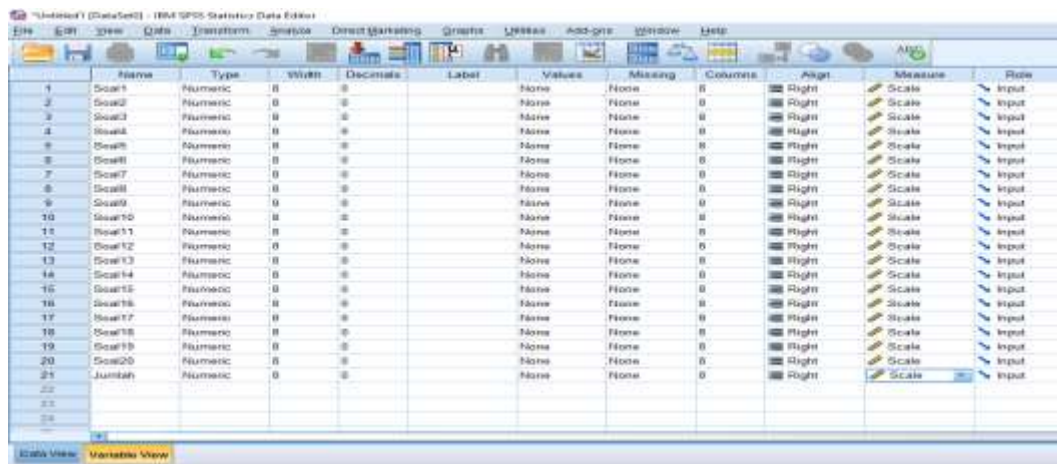 *Untitled1 [DataSet0] - IBM SPSS Statistics Data Editor
File Edit View Data Transform Analyze Direct Marketing Graphs Utilities Add-ons Window Help
Name Type Width Decimals Label Values Missing Columns Align Measure Role
1 Soal1 Numeric 8 0 None None 8 Right Scale Input
2 Soal2 Numeric 8 0 None None 8 Right Scale Input
3 Soal3 Numeric 8 0 None None 8 Right Scale Input
4 Soal4 Numeric 8 0 None None 8 Right Scale Input
5 Soal5 Numeric 8 0 None None 8 Right Scale Input
6 Soal6 Numeric 8 0 None None 8 Right Scale Input
7 Soal7 Numeric 8 0 None None 8 Right Scale Input
8 Soal8 Numeric 8 0 None None 8 Right Scale Input
9 Soal9 Numeric 8 0 None None 8 Right Scale Input
10 Soal10 Numeric 8 0 None None 8 Right Scale Input
11 Soal11 Numeric 8 0 None None 8 Right Scale Input
12 Soal12 Numeric 8 0 None None 8 Right Scale Input
13 Soal13 Numeric 8 0 None None 8 Right Scale Input
14 Soal14 Numeric 8 0 None None 8 Right Scale Input
15 Soal15 Numeric 8 0 None None 8 Right Scale Input
16 Soal16 Numeric 8 0 None None 8 Right Scale Input
17 Soal17 Numeric 8 0 None None 8 Right Scale Input
18 Soal18 Numeric 8 0 None None 8 Right Scale Input
19 Soal19 Numeric 8 0 None None 8 Right Scale Input
20 Soal20 Numeric 8 0 None None 8 Right Scale Input
21 Jumlah Numeric 8 0 None None 8 Right Scale Input
22
23
24
Data View Variable View